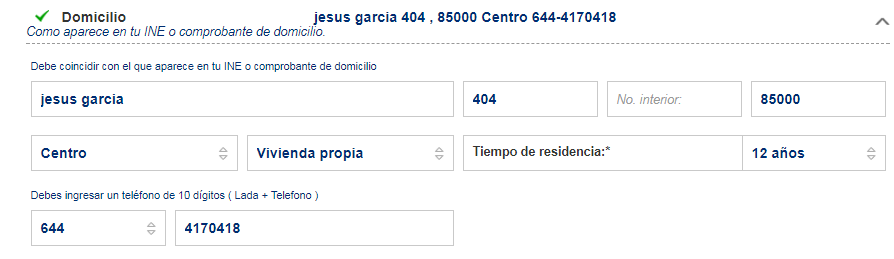 Domicilio jesus garcia 404 , 85000 Centro 644-4170418
Como aparece en tu INE o comprobante de domicilio.
Debe coincidir con el que aparece en tu INE o comprobante de domicilio
jesus garcia 404 No. interior: 85000
Centro Vivienda propia Tiempo de residencia:* 12 años
Debes ingresar un teléfono de 10 dígitos ( Lada + Telefono )
644 4170418